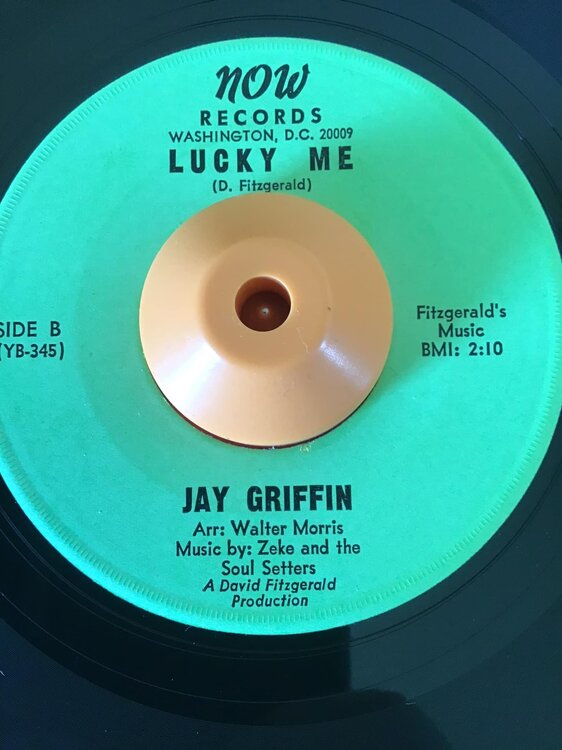 NOW
RECORDS
WASHINGTON, D.C. 20009
LUCKY ME
(D. Fitzgerald)
SIDE B
(YB-345)
Fitzgerald's
Music
BMI: 2:10
JAY GRIFFIN
Arr: Walter Morris
Music by: Zeke and the
Soul Setters
A David Fitzgerald
Production